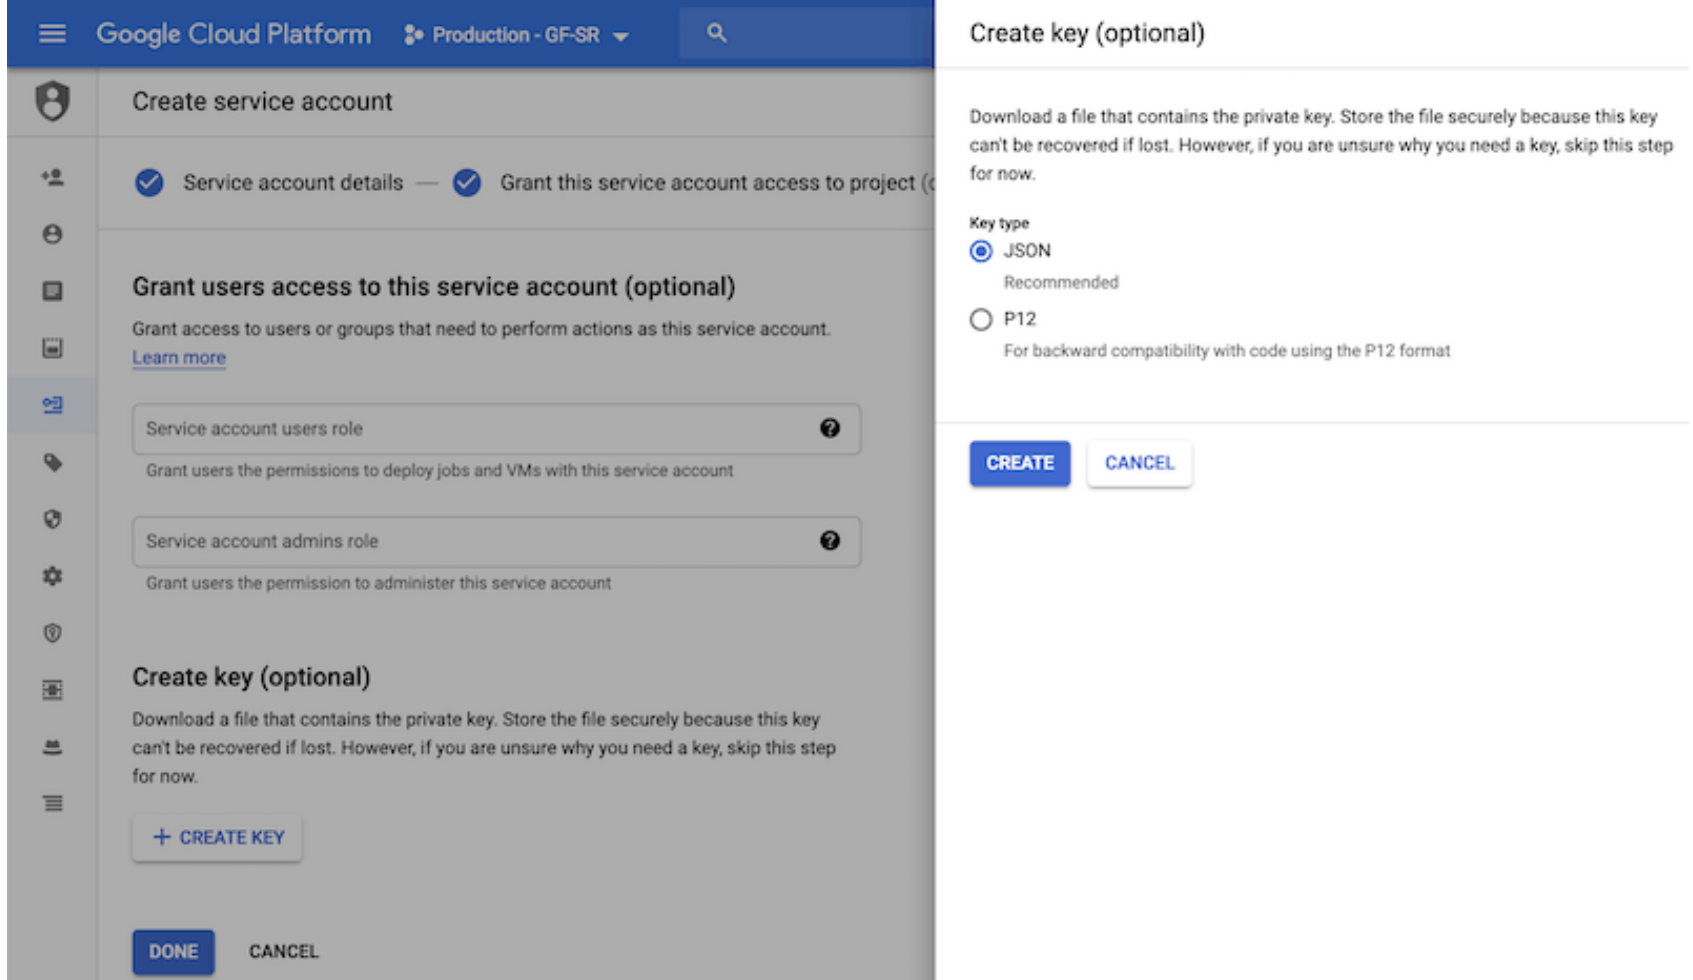 Google Cloud Platform
Production - GF-SR
Create service account
Service account details
Grant this service account access to project (
Grant users access to this service account (optional)
Grant access to users or groups that need to perform actions as this service account.
Learn more
Service account users role
Grant users the permissions to deploy jobs and VMs with this service account
Service account admins role
Grant users the permission to administer this service account
Create key (optional)
Download a file that contains the private key. Store the file securely because this key
can't be recovered if lost. However, if you are unsure why you need a key, skip this step
for now.
+ CREATE KEY
DONE CANCEL
Create key (optional)
Download a file that contains the private key. Store the file securely because this key
can't be recovered if lost. However, if you are unsure why you need a key, skip this step
for now.
Key type
JSON
Recommended
P12
For backward compatibility with code using the P12 format
CREATE CANCEL